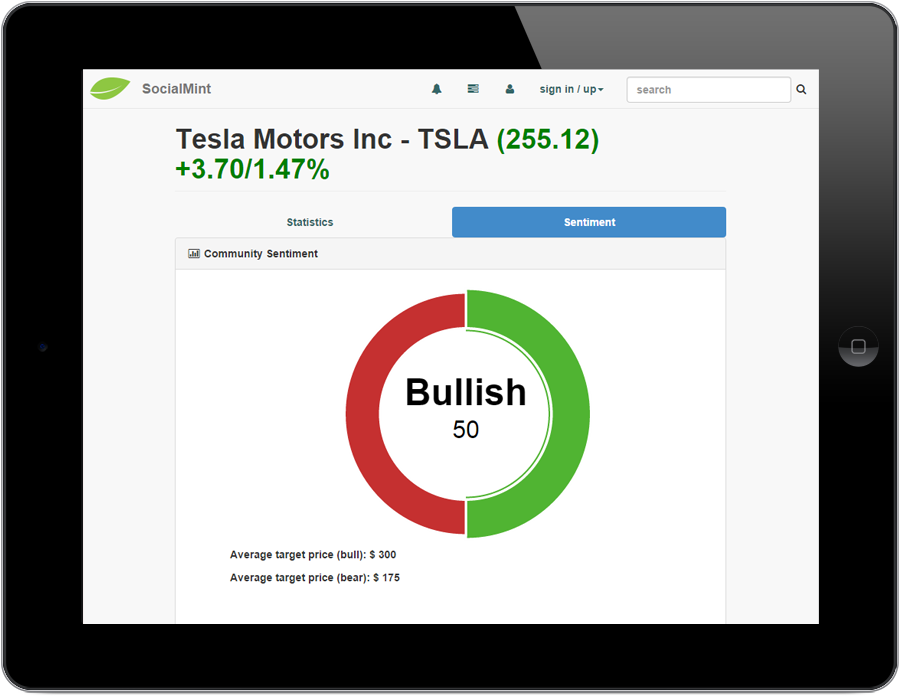 SocialMint
sign in / up
search
Tesla Motors Inc - TSLA (255.12)
+3.70/1.47%
Statistics
Sentiment
Community Sentiment
Bullish
50
Average target price (bull): $ 300
Average target price (bear): $ 175